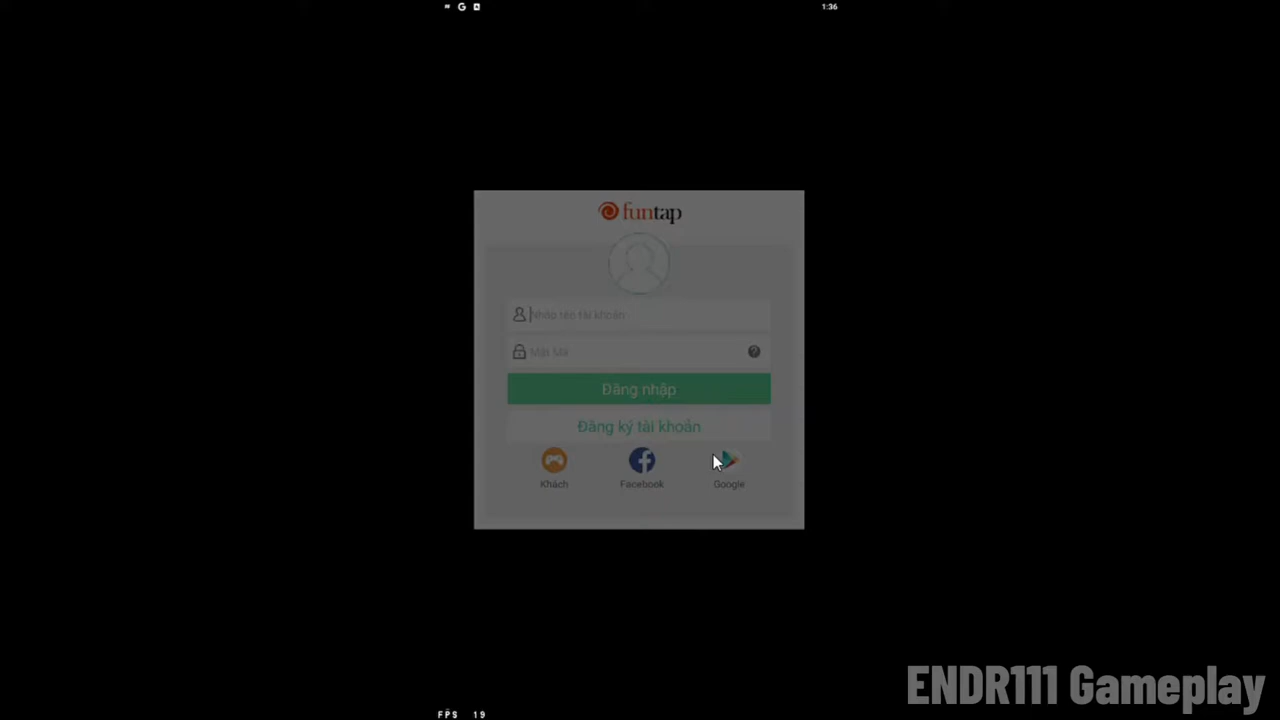 1:36
funtap
Nhập tên tài khoản
Mật Mã
Đăng nhập
Đăng ký tài khoản
Khách
Facebook
Google
ENDR111 Gameplay
FPS 19